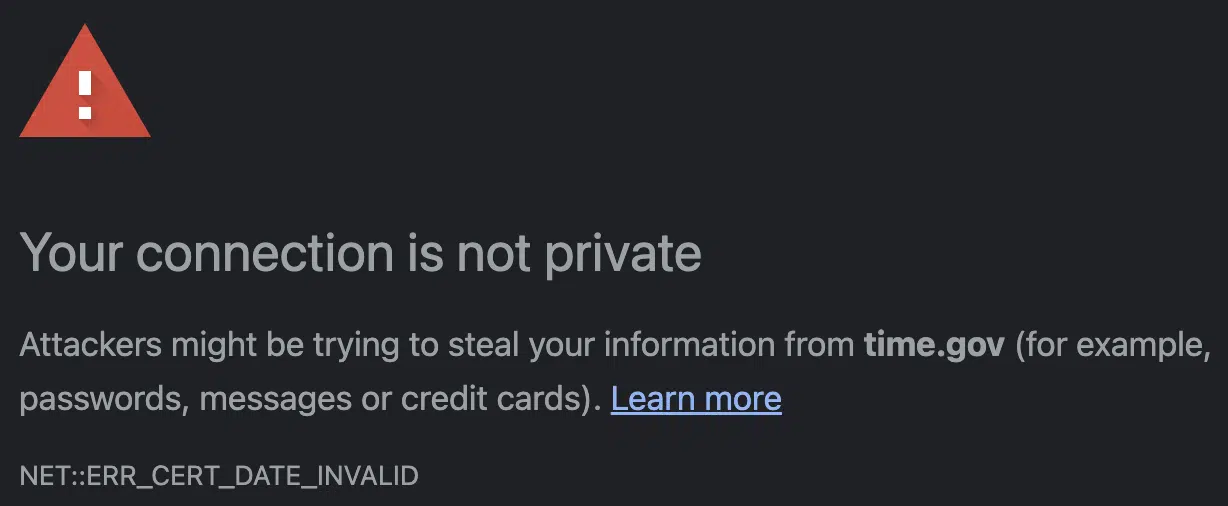 Your connection is not private
Attackers might be trying to steal your information from time.gov (for example,
passwords, messages or credit cards). Learn more
NET::ERR_CERT_DATE_INVALID